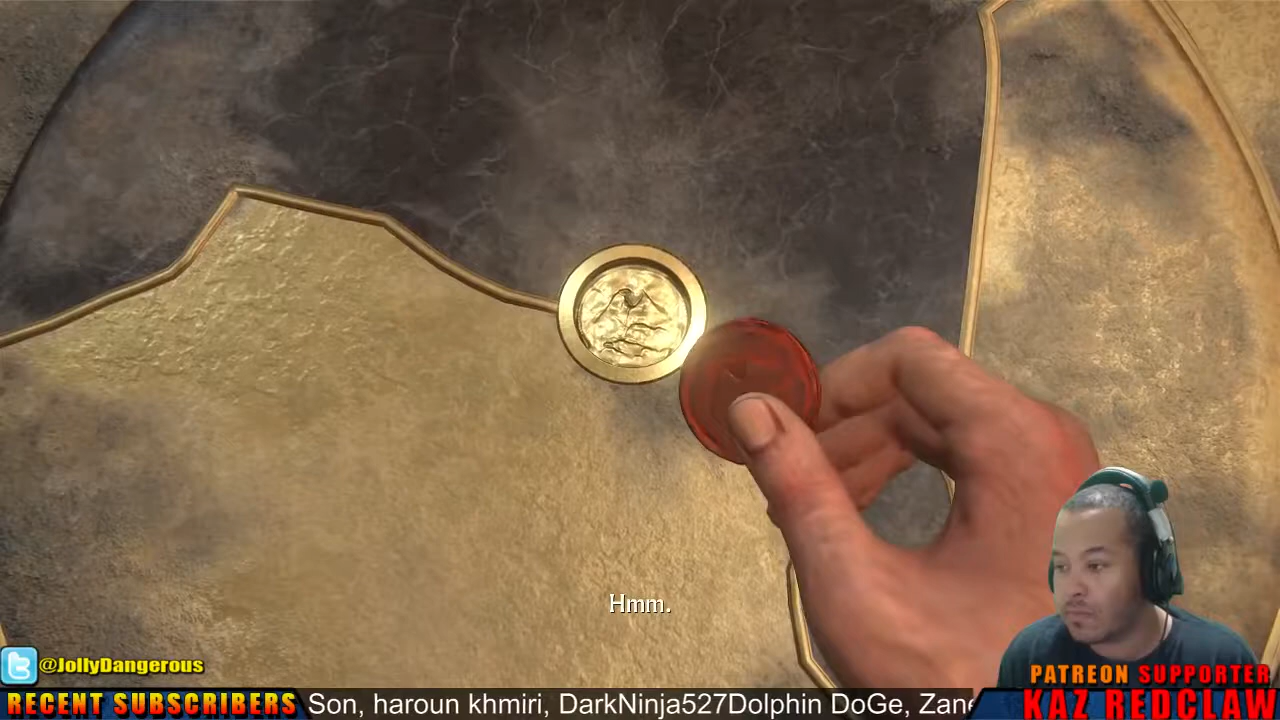 Hmm.
@JollyDangerous
PATREON SUPPORTER
RECENT SUBSCRIBERS Son, haroun khmiri, DarkNinja527Dolphin DoGe, Zane
KAZ REDCLAW